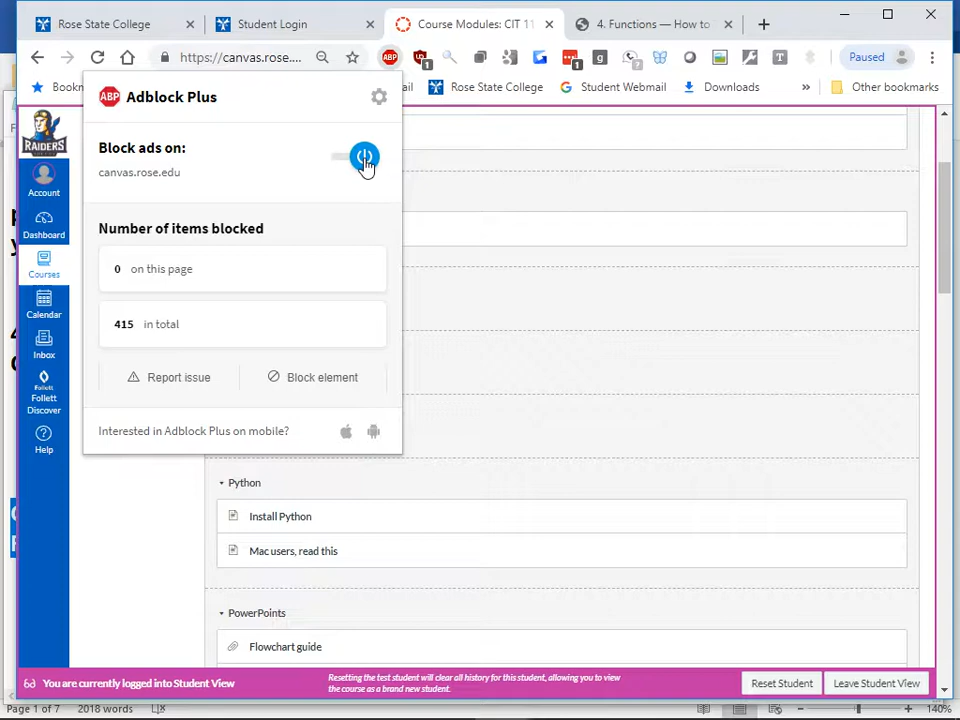 Rose State College
Student Login
Course Modules: CIT 11
4. Functions — How to
https://canvas.rose....
ABP
1
1
g
T
Paused
Bookn
ail
Rose State College
G
Student Webmail
Downloads
»
Other bookmarks
ABP Adblock Plus
Block ads on:
canvas.rose.edu
Number of items blocked
0 on this page
415 in total
Report issue
Block element
Interested in Adblock Plus on mobile?
RAIDERS
Account
Dashboard
Courses
Calendar
Inbox
Follett
Follett
Discover
Help
Python
Install Python
Mac users, read this
PowerPoints
Flowchart guide
You are currently logged into Student View
Resetting the test student will clear all history for this student, allowing you to view
the course as a brand new student.
Reset Student
Leave Student View
Page 1 of 7
2018 words
140%